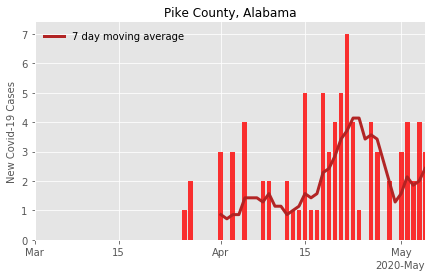 Pike County, Alabama
7 day moving average
New Covid-19 Cases
7
6
5
4
3
2
1
0
Mar
15
Apr
15
May
2020-May